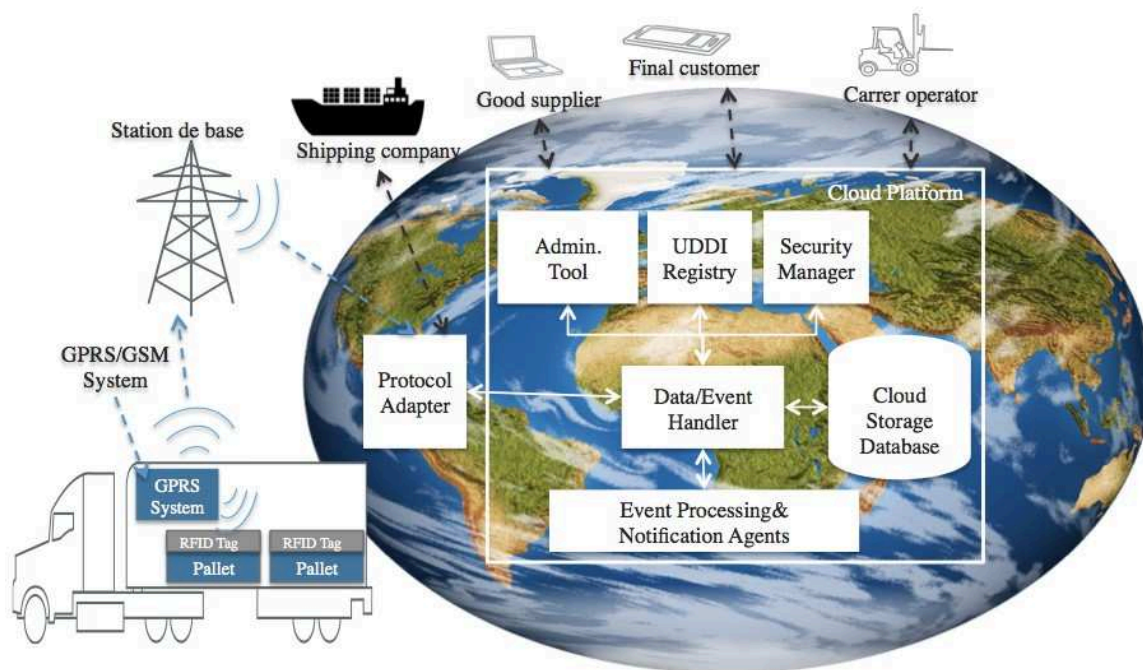 Final customer
Good supplier
Carrer operator
Station de base
Shipping company
Cloud Platform
Admin.
Tool
UDDI
Registry
Security
Manager
GPRS/GSM
System
Protocol
Adapter
Data/Event
Handler
Cloud
Storage
Database
GPRS
System
Event Processing&
Notification Agents
RFID Tag
Pallet
RFID Tag
Pallet